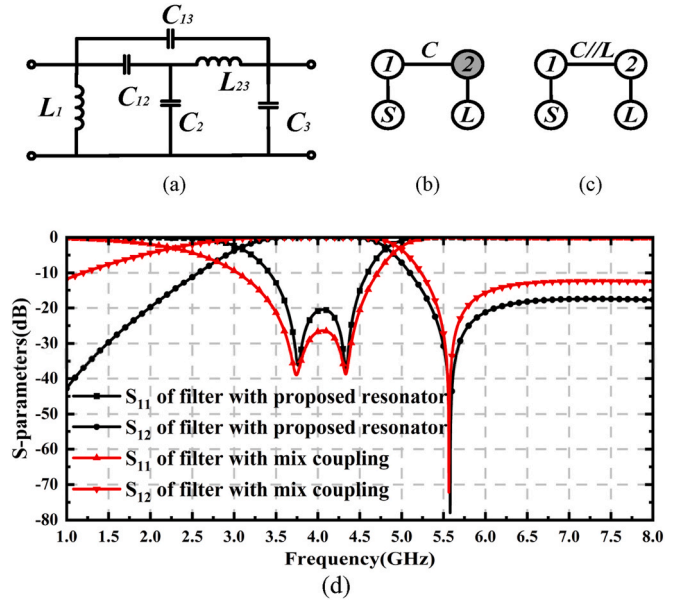 C13
L1
C12
L23
C2
C3
(a)
1 C 2
S L
(b)
1 C//L 2
S L
(c)
S-parameters(dB)
0
-10
-20
-30
-40
-50
-60
-70
-80
S11 of filter with proposed resonator
S12 of filter with proposed resonator
S11 of filter with mix coupling
S12 of filter with mix coupling
1.0 1.5 2.0 2.5 3.0 3.5 4.0 4.5 5.0 5.5 6.0 6.5 7.0 7.5 8.0
Frequency(GHz)
(d)